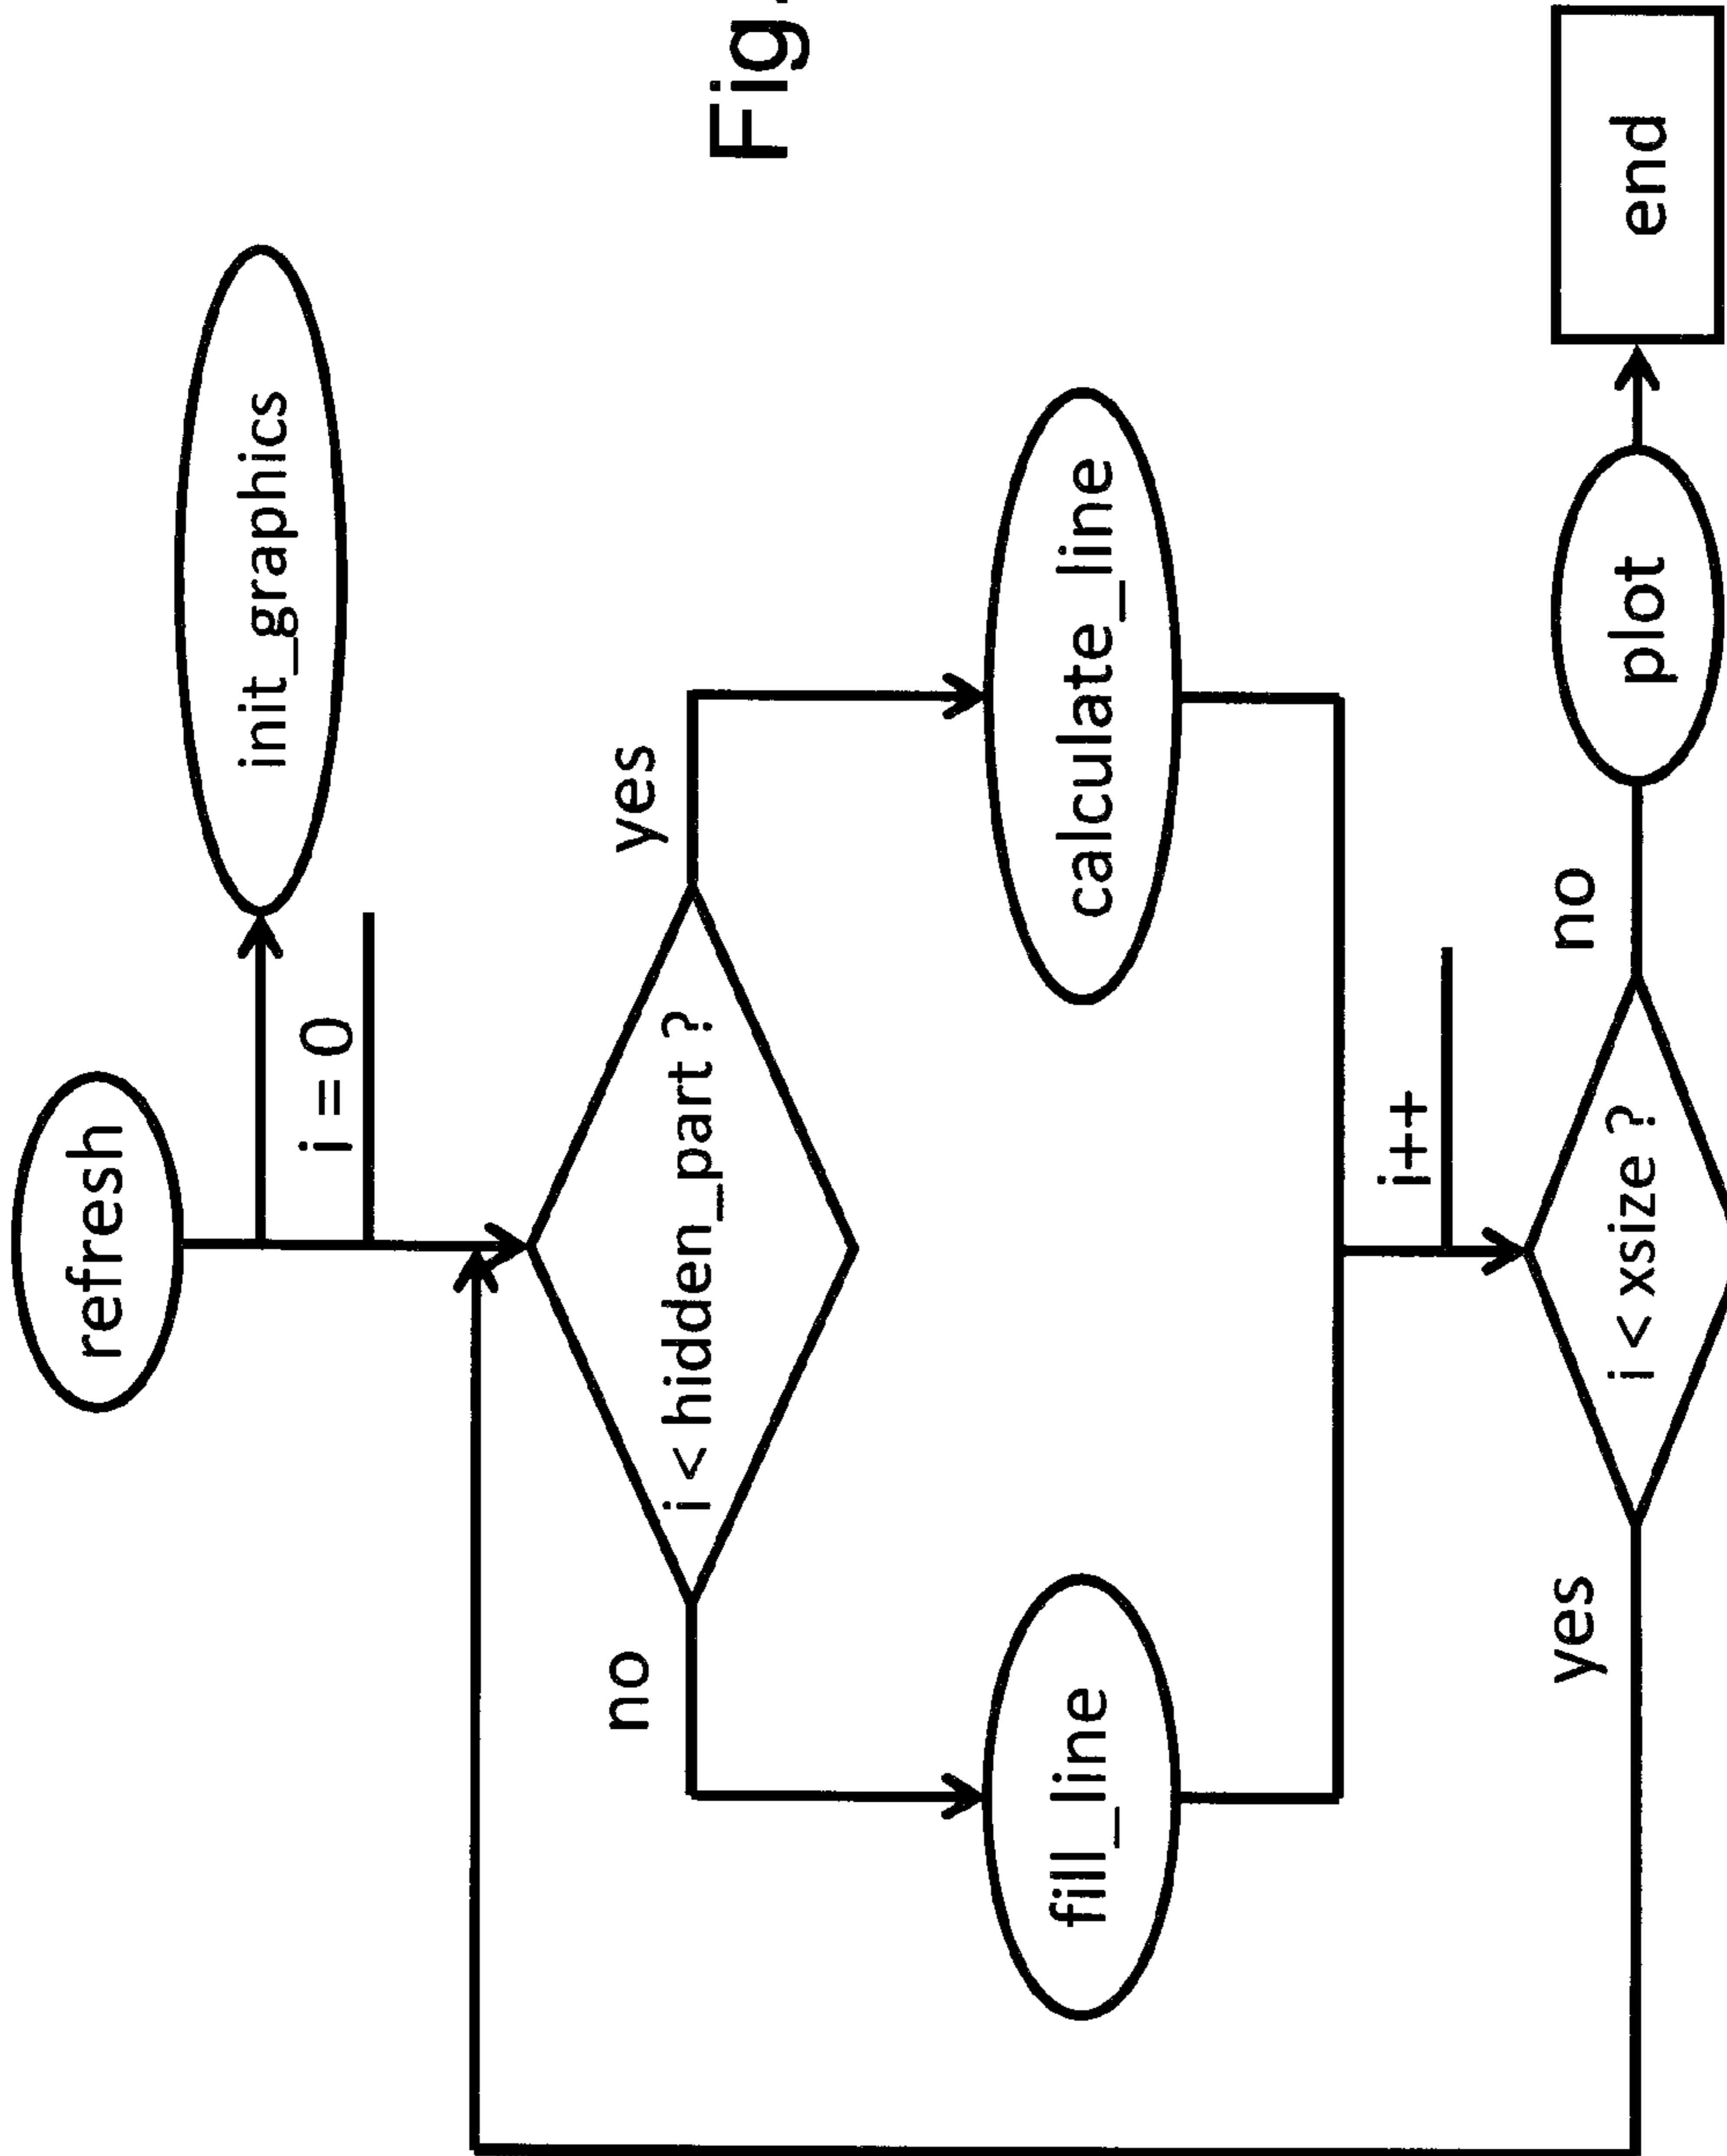 refresh
init_graphics
i = 0
i < hidden_part ?
yes
no
calculate_line
fill_line
i++
i < xsize ?
yes
no
plot
end
Fig.